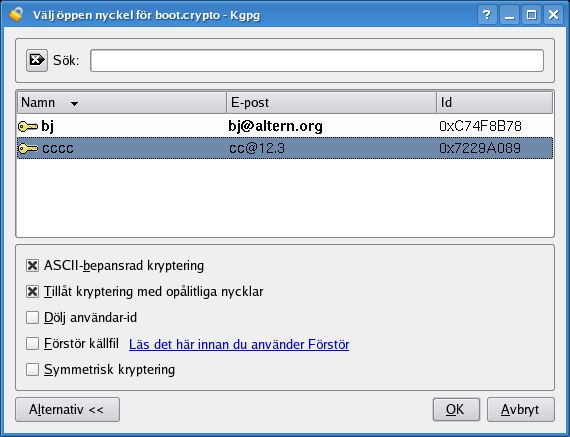 Välj öppen nyckel för boot.crypto - Kgpg
Sök:
Namn E-post Id
bj bj@altern.org 0xC74F8B78
cccc cc@12.3 0x7229A089
ASCII-bepansrad kryptering
Tillåt kryptering med opålitliga nycklar
Dölj användar-id
Förstör källfil Läs det här innan du använder Förstör
Symmetrisk kryptering
Alternativ << OK Avbryt